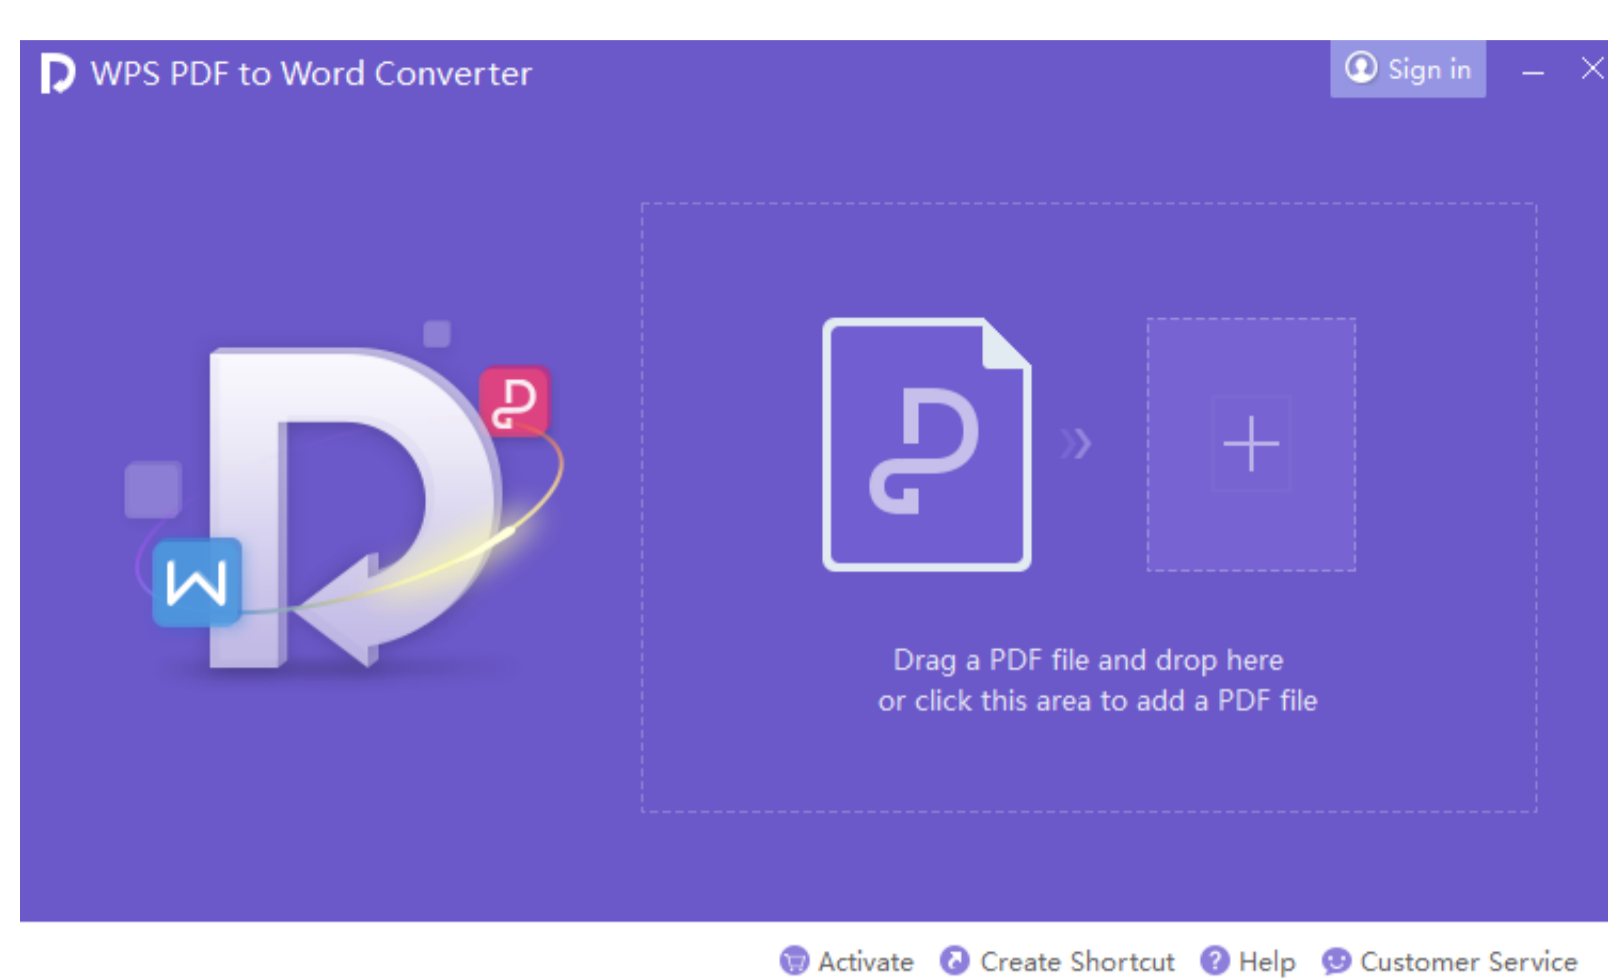 WPS PDF to Word Converter
Sign in
Drag a PDF file and drop here
or click this area to add a PDF file
Activate Create Shortcut Help Customer Service